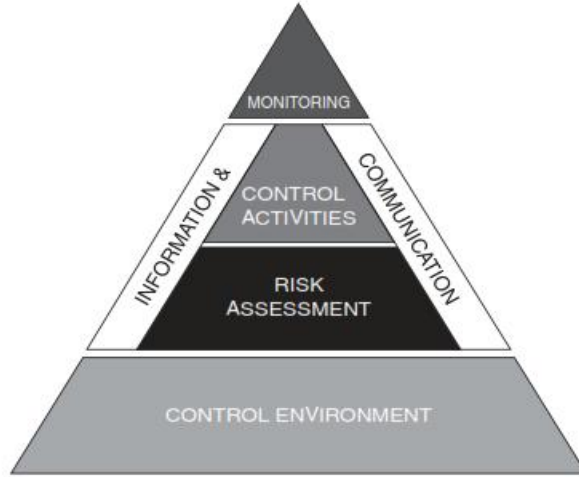 MONITORING
INFORMATION &
COMMUNICATION
CONTROL
ACTIVITIES
RISK
ASSESSMENT
CONTROL ENVIRONMENT